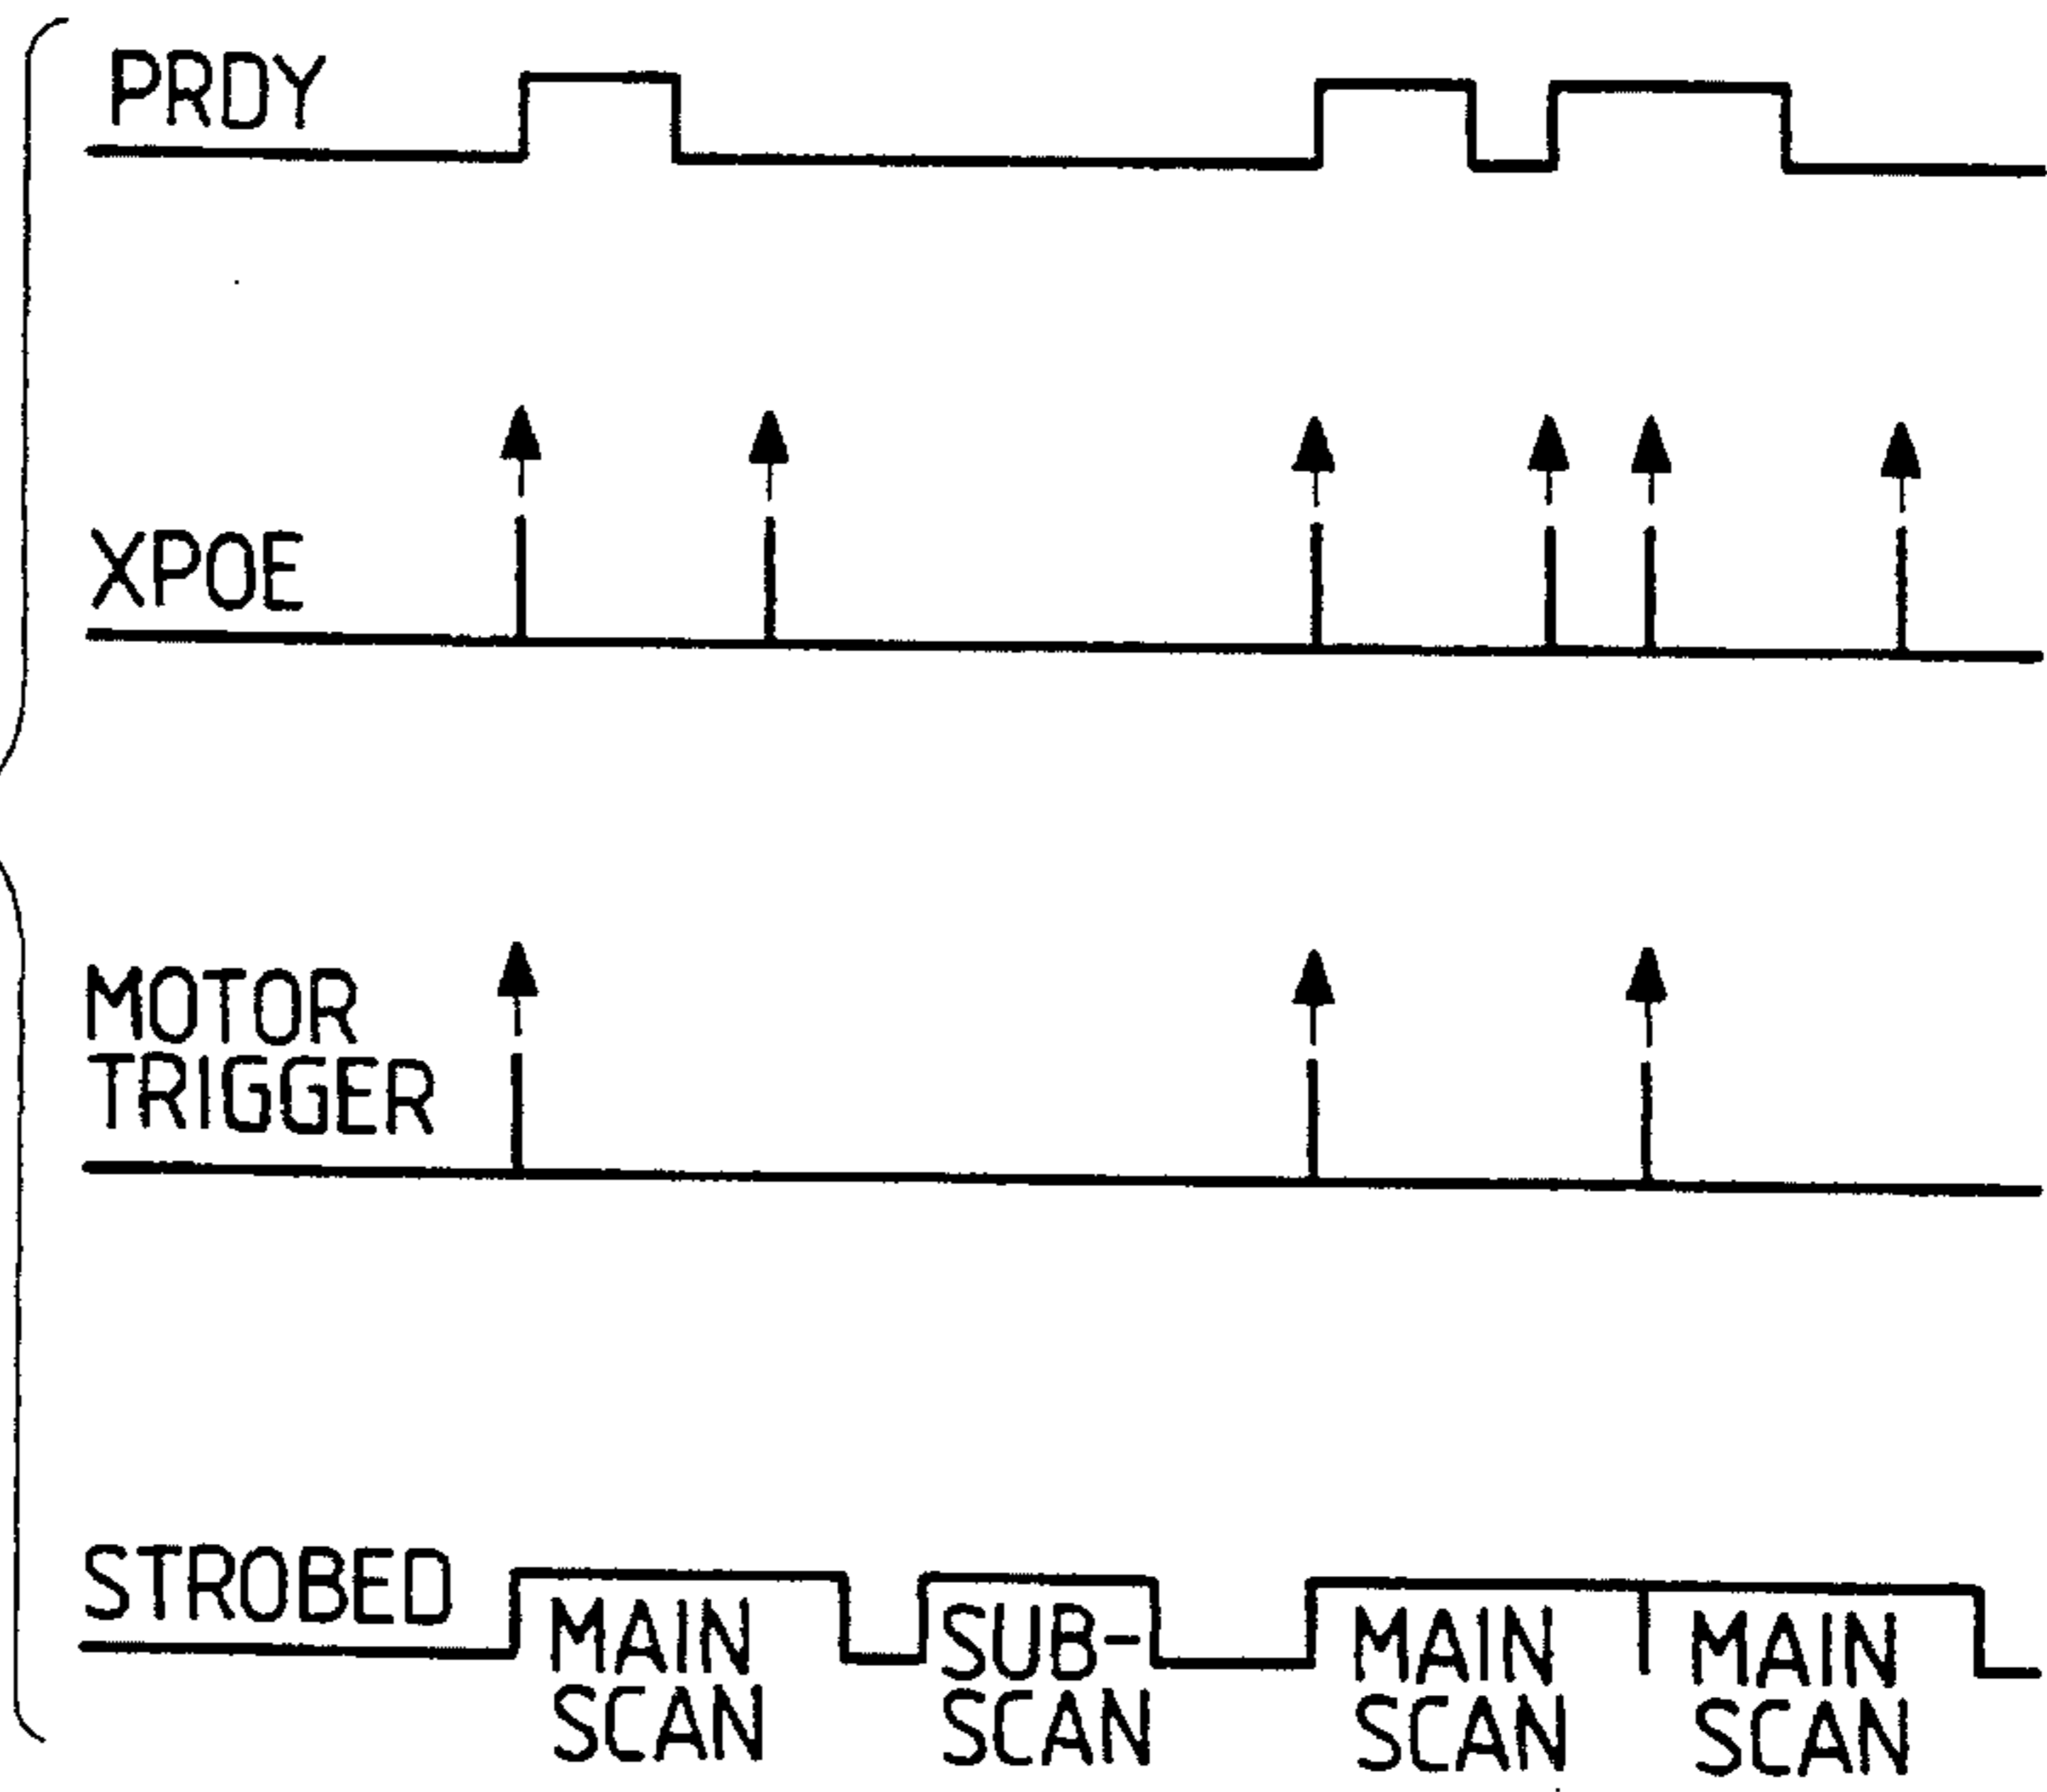 PRDY
XPOE
MOTOR
TRIGGER
STROBED
MAIN
SCAN
SUB-
SCAN
MAIN
SCAN
MAIN
SCAN